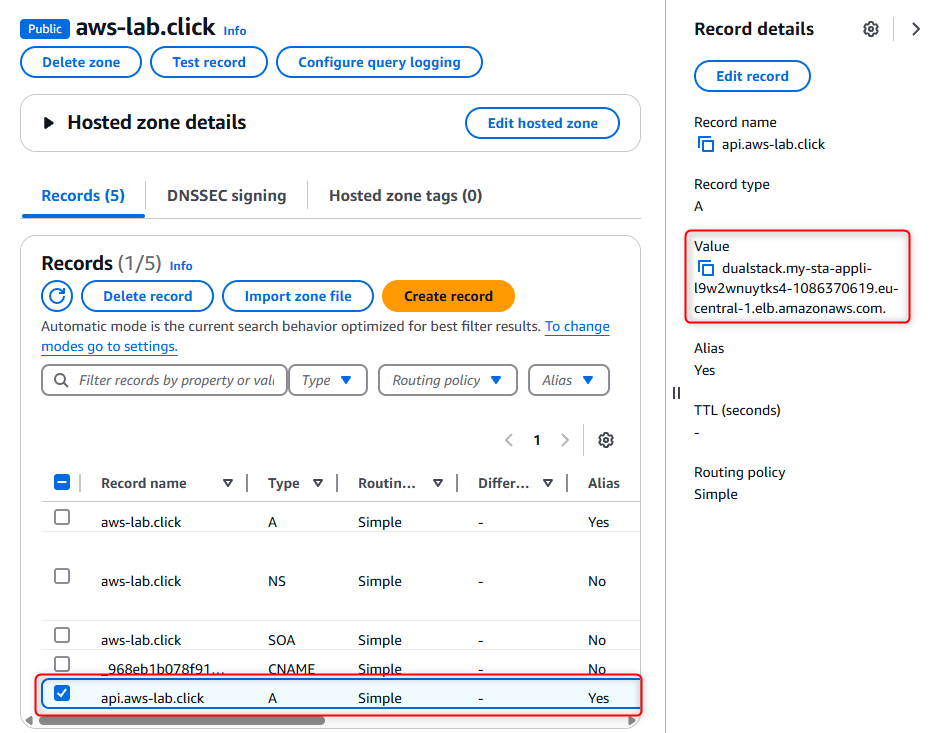 Public aws-lab.click Info
Delete zone Test record Configure query logging
Hosted zone details Edit hosted zone
Records (5) DNSSEC signing Hosted zone tags (0)
Records (1/5) Info
Delete record Import zone file Create record
Automatic mode is the current search behavior optimized for best filter results. To change
modes go to settings.
Filter records by property or valu Type Routing policy Alias
1
Record name Type Routin... Differ... Alias
aws-lab.click A Simple - Yes
aws-lab.click NS Simple - No
aws-lab.click SOA Simple - No
_968eb1b078f91... CNAME Simple - No
api.aws-lab.click A Simple - Yes
Record details
Edit record
Record name
api.aws-lab.click
Record type
A
Value
dualstack.my-sta-appli-
l9w2wnuytks4-1086370619.eu-
central-1.elb.amazonaws.com.
Alias
Yes
TTL (seconds)
-
Routing policy
Simple